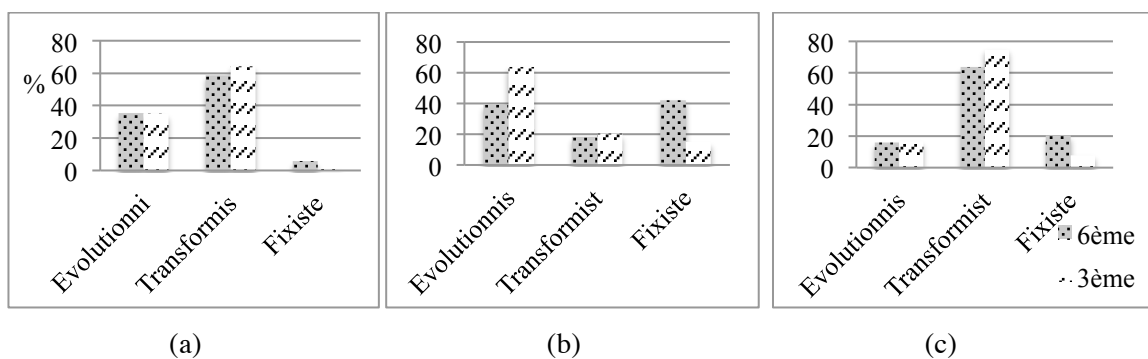 80
60
%
40
20
0
Evolutionni
Transformis
Fixiste
80
60
40
20
0
Evolutionnis
Transformist
Fixiste
80
60
40
20
0
Evolutionnis
Transformist
Fixiste
6ème
3ème
(a)
(b)
(c)